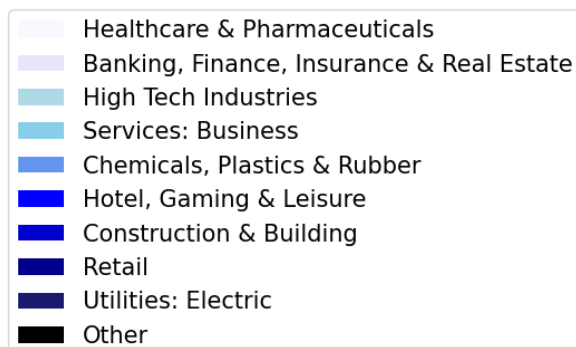 Healthcare & Pharmaceuticals
Banking, Finance, Insurance & Real Estate
High Tech Industries
Services: Business
Chemicals, Plastics & Rubber
Hotel, Gaming & Leisure
Construction & Building
Retail
Utilities: Electric
Other